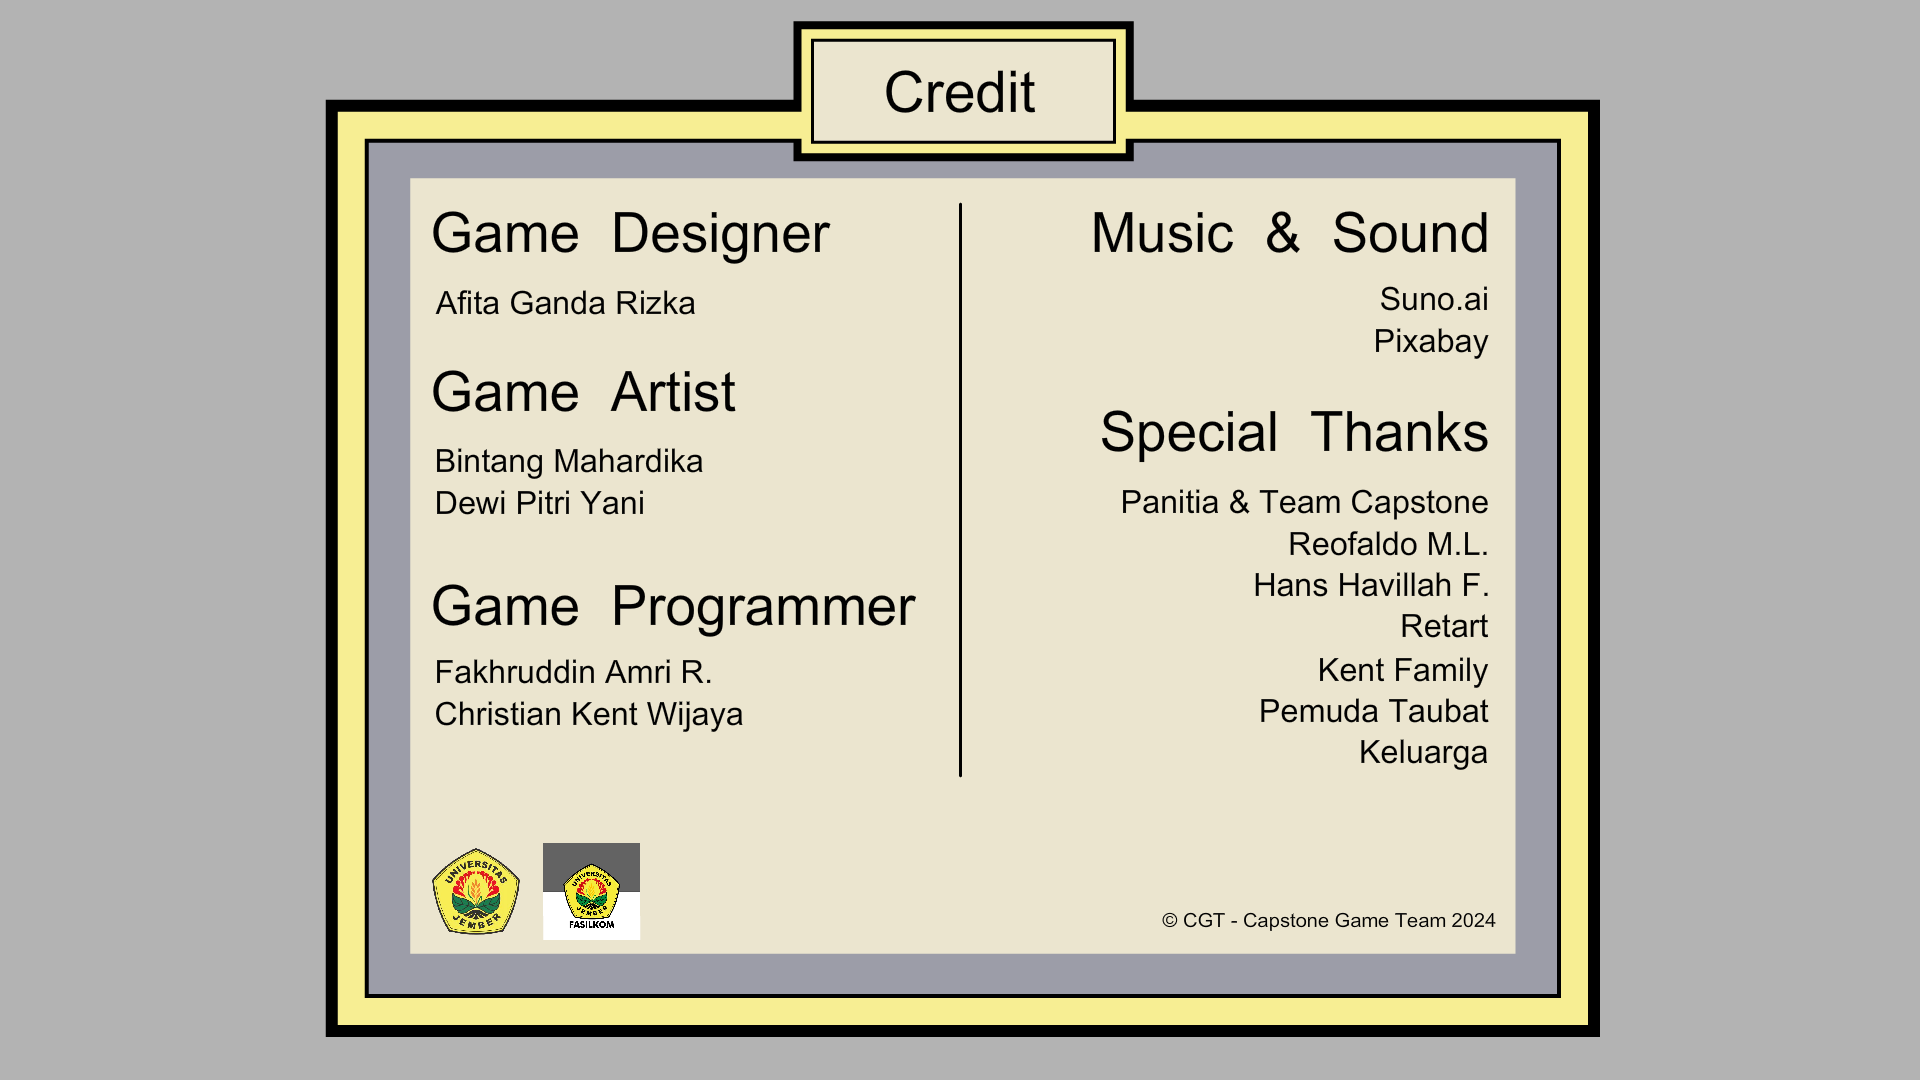 Credit
Game Designer
Afita Ganda Rizka
Game Artist
Bintang Mahardika
Dewi Pitri Yani
Game Programmer
Fakhruddin Amri R.
Christian Kent Wijaya
Music & Sound
Suno.ai
Pixabay
Special Thanks
Panitia & Team Capstone
Reofaldo M.L.
Hans Havillah F.
Retart
Kent Family
Pemuda Taubat
Keluarga
UNIVERSITAS
JEMBER
UNIVERSITAS
JEMBER
FASILKOM
© CGT - Capstone Game Team 2024